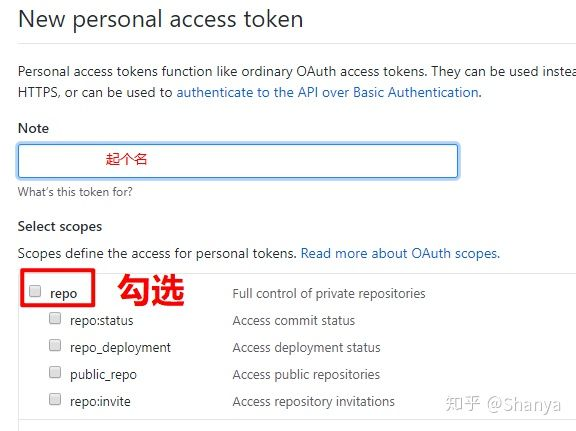 New personal access token
Personal access tokens function like ordinary OAuth access tokens. They can be used instea
HTTPS, or can be used to authenticate to the API over Basic Authentication.
Note
起个名
What's this token for?
Select scopes
Scopes define the access for personal tokens. Read more about OAuth scopes.
repo 勾选 Full control of private repositories
repo:status Access commit status
repo_deployment Access deployment status
public_repo Access public repositories
repo:invite Access repository invitations
知乎 @Shanya